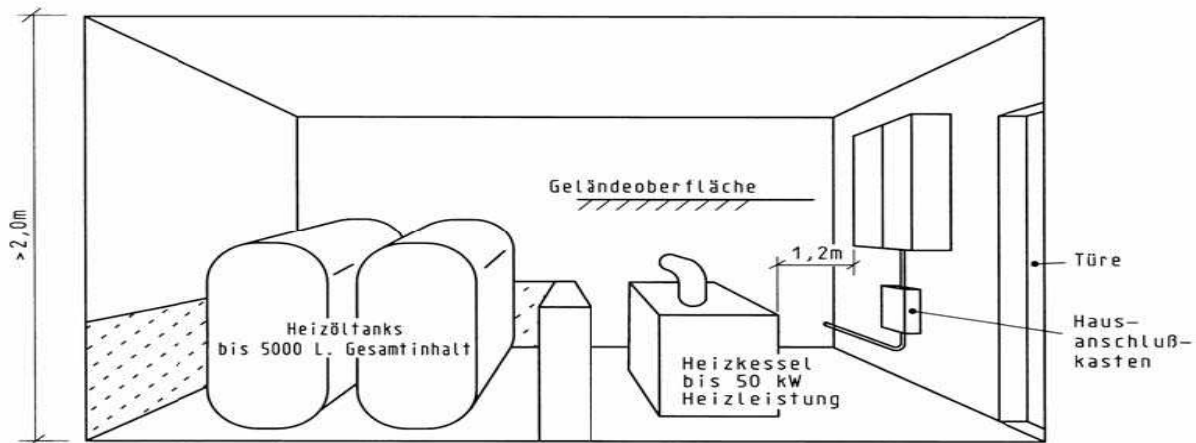 >2,0m
Geländeoberfläche
1,2m
Türe
Heizöltanks
bis 5000 L. Gesamtinhalt
Haus-
anschluß-
kasten
Heizkessel
bis 50 kW
Heizleistung